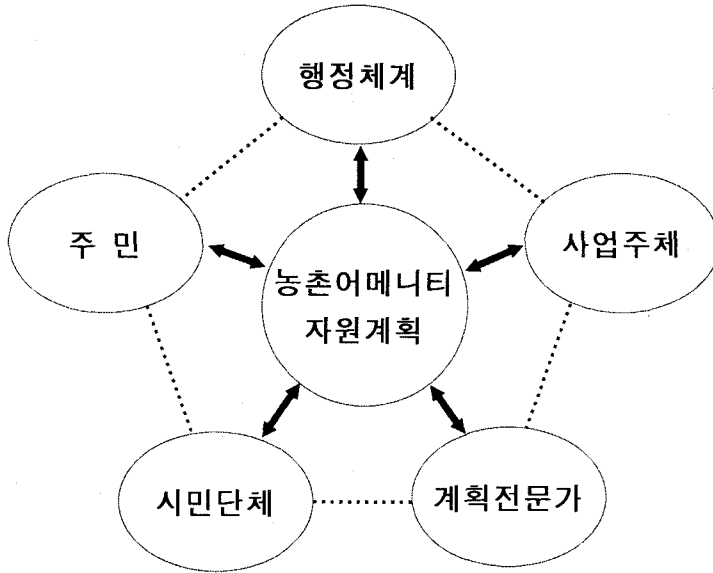 행정체계
주 민
사업주체
농촌어메니티
자원계획
시민단체
계획전문가